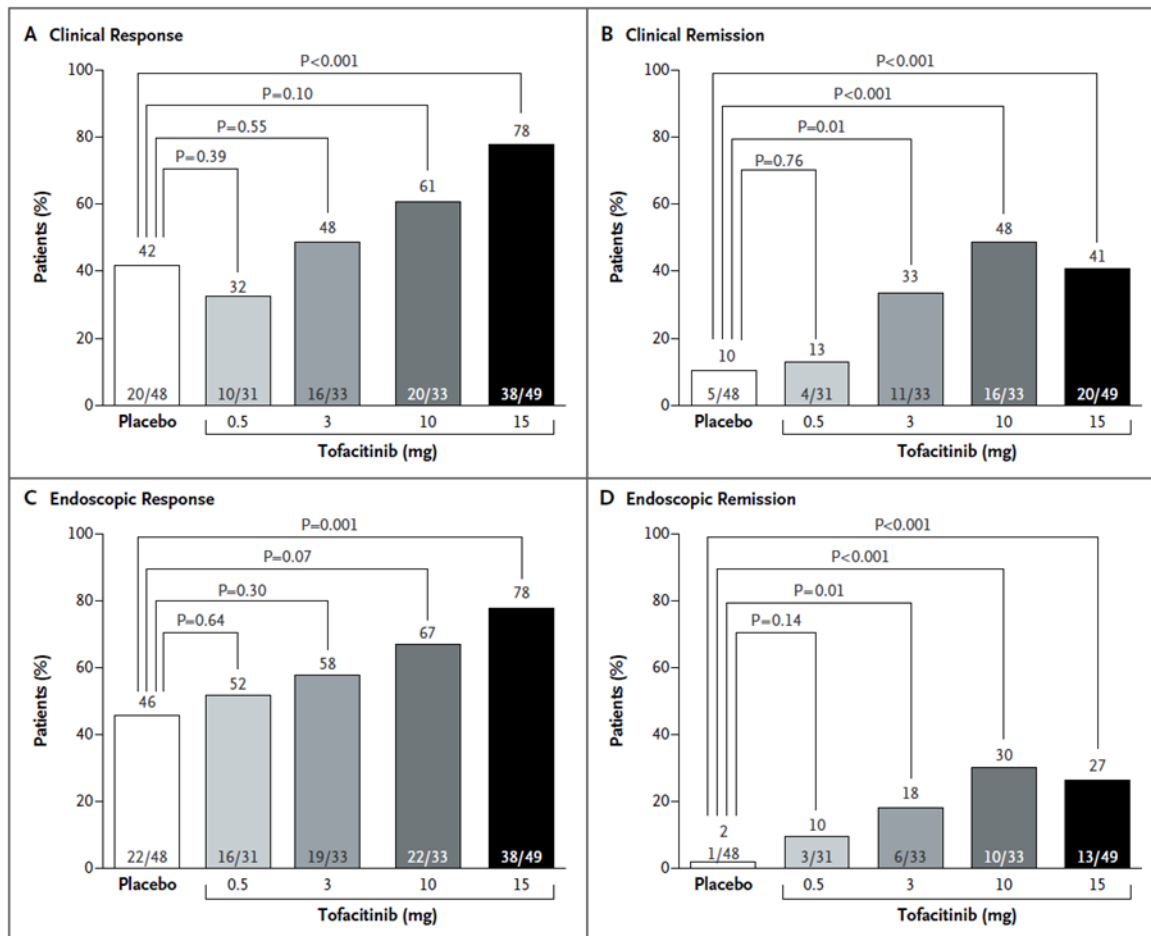 A Clinical Response
P<0.001
P=0.10
P=0.55
P=0.39
Patients (%)
100
80
60
40
20
0
42
32
48
61
78
20/48
10/31
16/33
20/33
38/49
Placebo
0.5
3
10
15
Tofacitinib (mg)
B Clinical Remission
P<0.001
P<0.001
P=0.01
P=0.76
Patients (%)
100
80
60
40
20
0
10
13
33
48
41
5/48
4/31
11/33
16/33
20/49
Placebo
0.5
3
10
15
Tofacitinib (mg)
C Endoscopic Response
P=0.001
P=0.07
P=0.30
P=0.64
Patients (%)
100
80
60
40
20
0
46
52
58
67
78
22/48
16/31
19/33
22/33
38/49
Placebo
0.5
3
10
15
Tofacitinib (mg)
D Endoscopic Remission
P<0.001
P<0.001
P=0.01
P=0.14
Patients (%)
100
80
60
40
20
0
2
10
18
30
27
1/48
3/31
6/33
10/33
13/49
Placebo
0.5
3
10
15
Tofacitinib (mg)